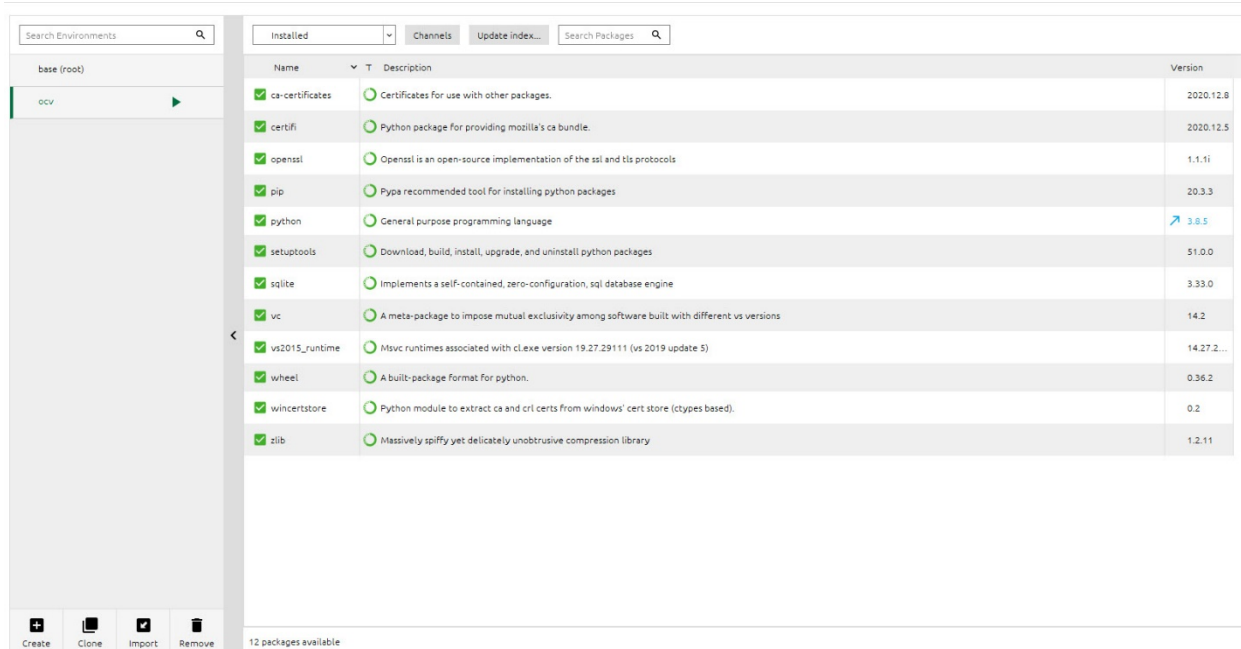 Search Environments
base (root)
ocv
Create Clone Import Remove
Installed Channels Update index... Search Packages
Name T Description Version
ca-certificates Certificates for use with other packages. 2020.12.8
certifi Python package for providing mozilla's ca bundle. 2020.12.5
openssl Openssl is an open-source implementation of the ssl and tls protocols 1.1.1i
pip Pypa recommended tool for installing python packages 20.3.3
python General purpose programming language 3.8.5
setuptools Download, build, install, upgrade, and uninstall python packages 51.0.0
sqlite Implements a self-contained, zero-configuration, sql database engine 3.33.0
vc A meta-package to impose mutual exclusivity among software built with different vs versions 14.2
vs2015_runtime Msvc runtimes associated with cl.exe version 19.27.29111 (vs 2019 update 5) 14.27.2...
wheel A built-package format for python. 0.36.2
wincertstore Python module to extract ca and crl certs from windows' cert store (ctypes based). 0.2
zlib Massively spiffy yet delicately unobtrusive compression library 1.2.11
12 packages available